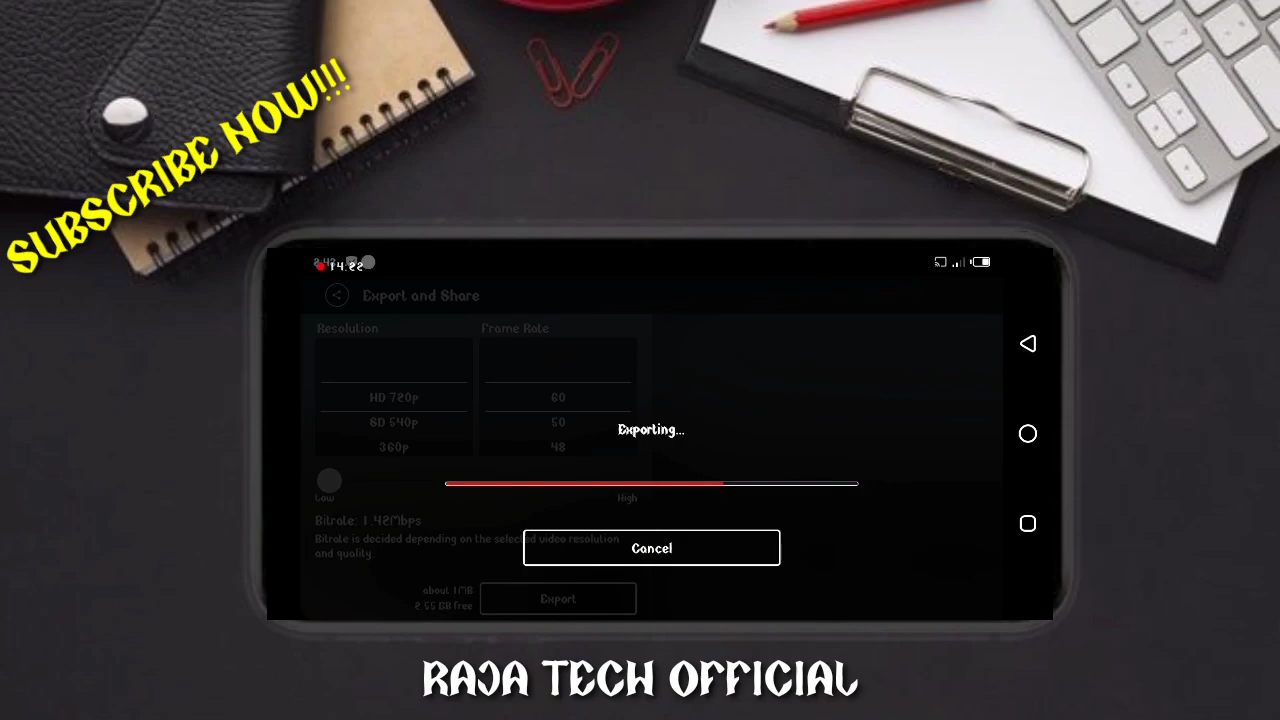 SUBSCRIBE NOW!!!
14:22
Export and Share
Resolution Frame Rate
HD 720p 60
SD 540p 50
360p 48
Exporting...
Low High
Bitrate: 1.42Mbps
Bitrate is decided depending on the selected video resolution
and quality.
Cancel
about 1MB
2.55 GB free
Export
RAJA TECH OFFICIAL